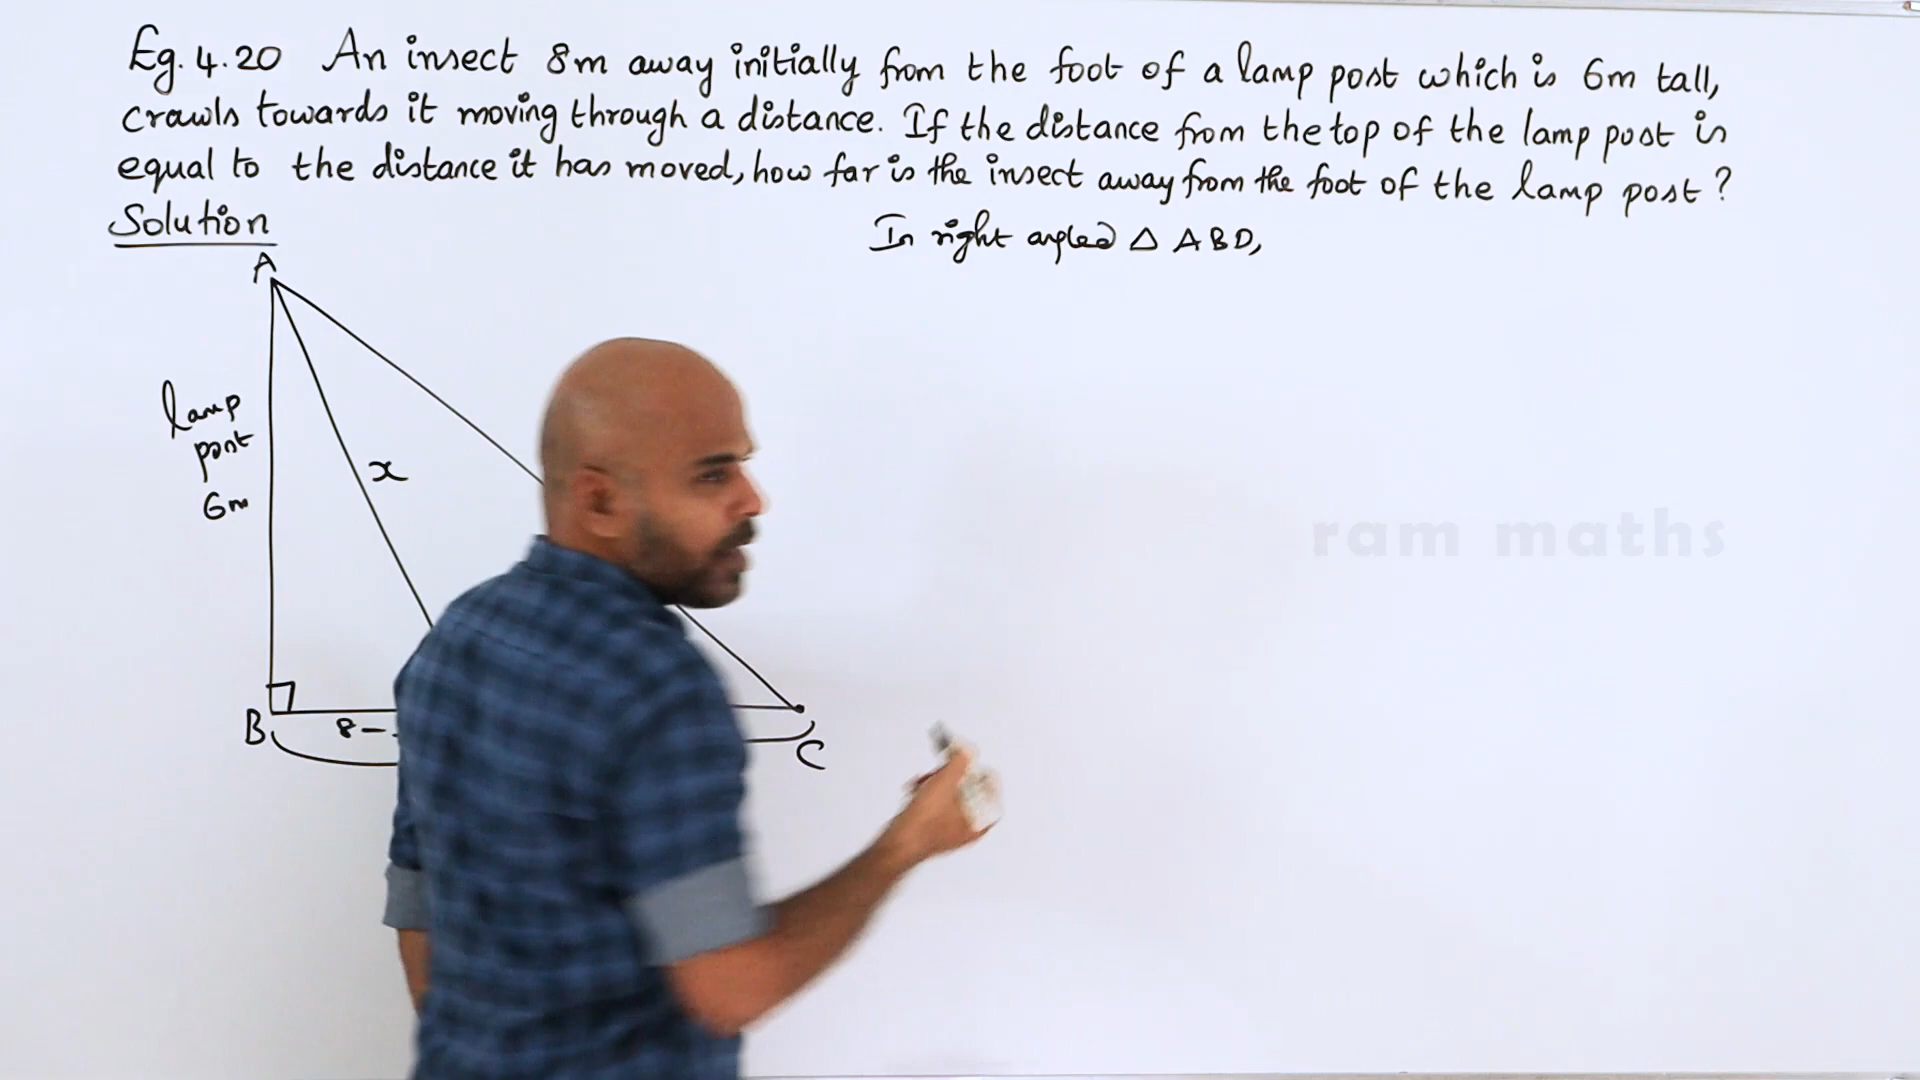 Eg. 4.20 An insect 8m away initially from the foot of a lamp post which is 6m tall,
crawls towards it moving through a distance. If the distance from the top of the lamp post is
equal to the distance it has moved, how far is the insect away from the foot of the lamp post?
Solution
In right angled △ ABD,
A
lamp
post
6m
x
ram maths
B
8 -
C